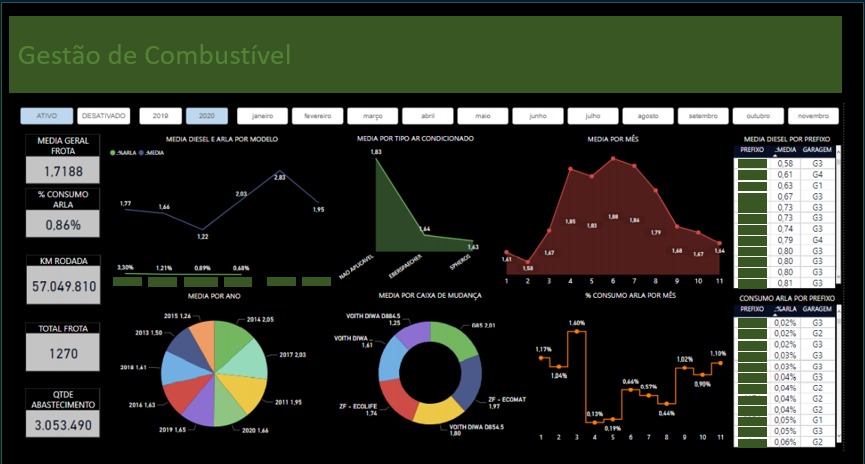 Gestão de Combustível
ATIVO DESATIVADO 2019 2020 janeiro fevereiro março abril maio junho julho agosto setembro outubro novembro
MEDIA GERAL
FROTA
1,7188
% CONSUMO
ARLA
0,86%
KM RODADA
57.049.810
TOTAL FROTA
1270
QTDE
ABASTECIMENTO
3.053.490
MEDIA DIESEL E ARLA POR MODELO
.:%ARLA .:MEDIA
1,77 1,66 1,22 2,03 2,83 1,95
3,30% 1,21% 0,89% 0,68%
MEDIA POR TIPO AR CONDICIONADO
1,83 1,64 1,63
NAO APLICAVEL EBERSPAECHER SPHEROS
MEDIA POR MÊS
1,61 1,58 1,67 1,85 1,83 1,88 1,86 1,79 1,68 1,67 1,64
1 2 3 4 5 6 7 8 9 10 11
MEDIA DIESEL POR PREFIXO
PREFIXO .:MEDIA GARAGEM
0,58 G3
0,61 G4
0,63 G1
0,67 G3
0,73 G3
0,73 G3
0,74 G3
0,79 G4
0,80 G3
0,80 G3
0,80 G3
0,81 G3
MEDIA POR ANO
2014 2,05
2017 2,03
2011 1,95
2020 1,66
2019 1,65
2016 1,63
2018 1,61
2013 1,50
2015 1,26
MEDIA POR CAIXA DE MUDANÇA
G85 2,01
ZF - ECOMAT
1,97
VOITH DIWA D854.5
1,80
ZF - ECOLIFE
1,74
VOITH DIWA ...
1,61
VOITH DIWA D884.5
1,25
% CONSUMO ARLA POR MÊS
1,17% 1,04% 1,60% 0,13% 0,19% 0,66% 0,57% 0,44% 1,02% 0,90% 1,10%
1 2 3 4 5 6 7 8 9 10 11
CONSUMO ARLA POR PREFIXO
PREFIXO .:%ARLA GARAGEM
0,02% G3
0,02% G2
0,02% G3
0,03% G3
0,03% G3
0,04% G3
0,04% G2
0,04% G2
0,04% G2
0,05% G1
0,05% G3
0,06% G2